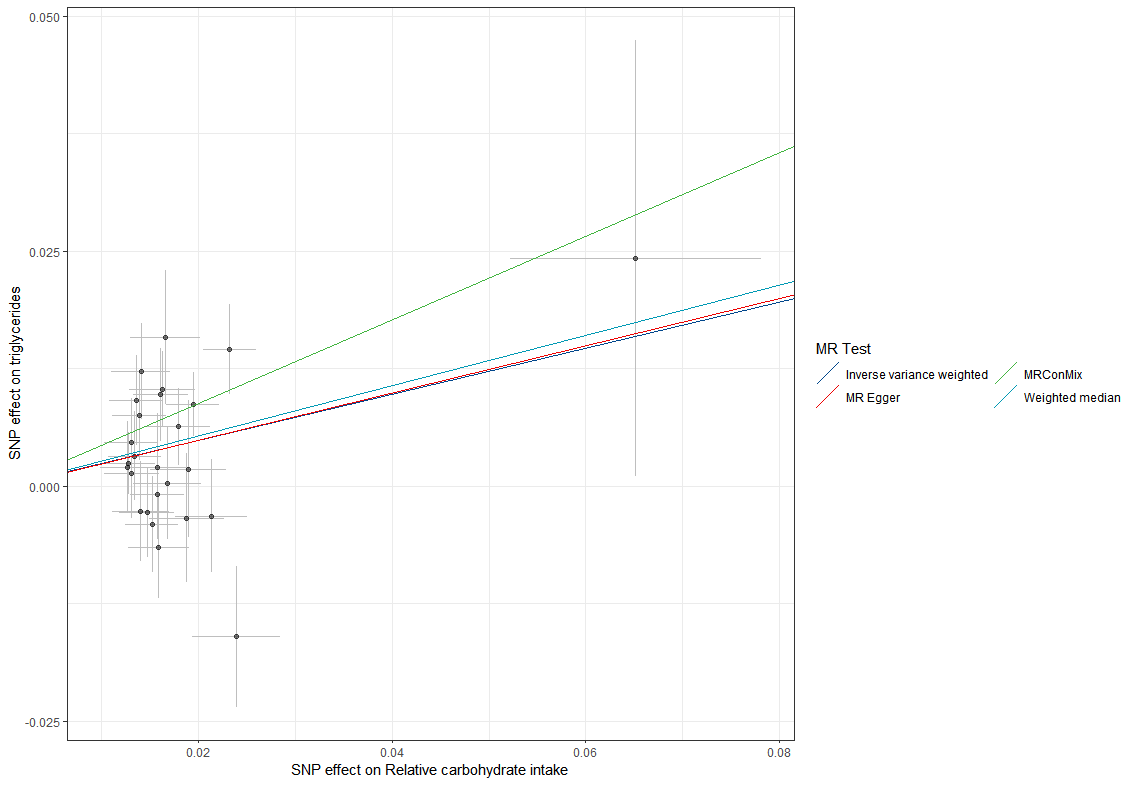 0.050
0.025
0.000
-0.025
SNP effect on triglycerides
0.02
0.04
0.06
0.08
SNP effect on Relative carbohydrate intake
MR Test
Inverse variance weighted
MRConMix
MR Egger
Weighted median